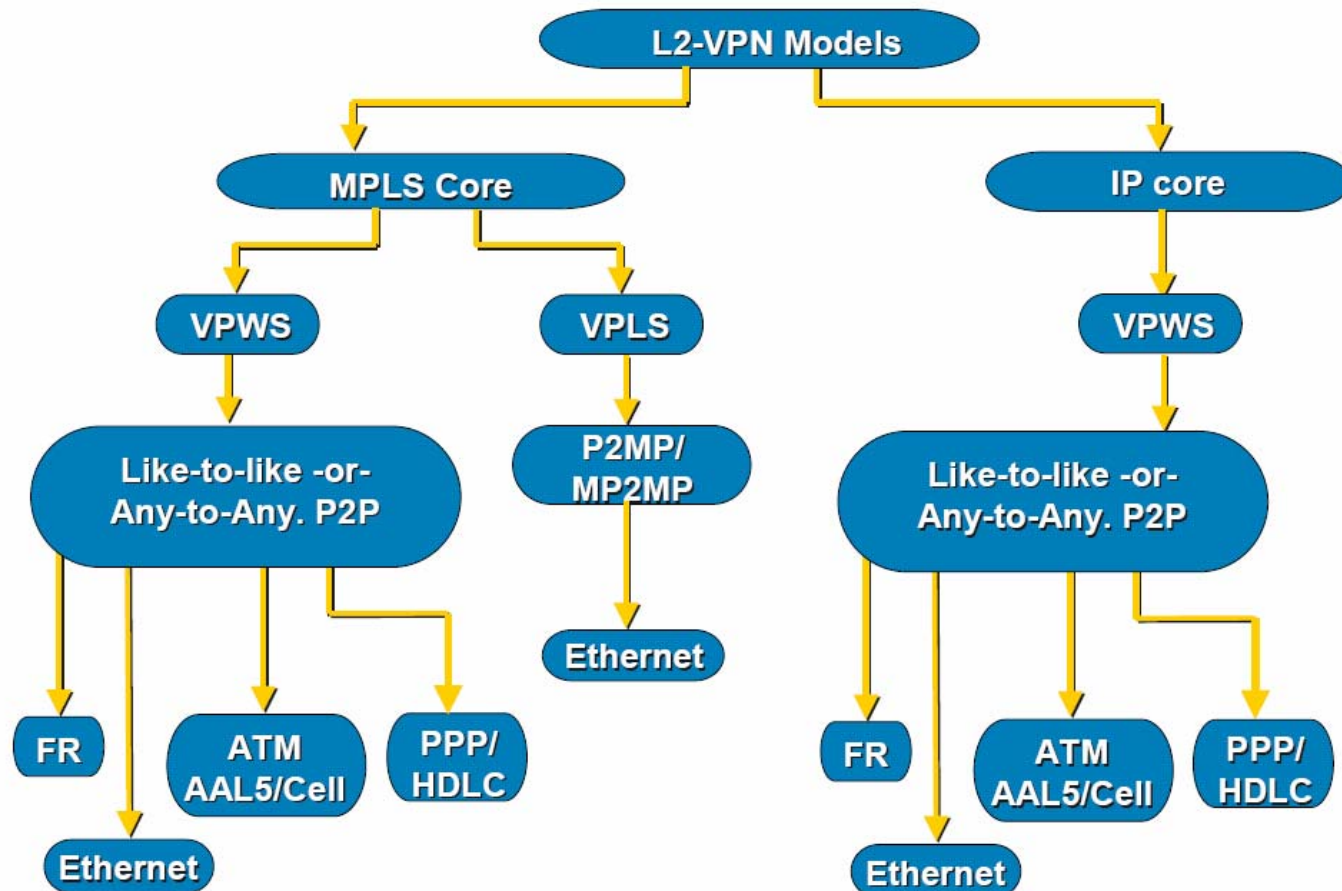 L2-VPN Models
MPLS Core
IP core
VPWS
VPLS
VPWS
Like-to-like -or-
Any-to-Any. P2P
P2MP/
MP2MP
Like-to-like -or-
Any-to-Any. P2P
Ethernet
FR
ATM
AAL5/Cell
PPP/
HDLC
Ethernet
FR
ATM
AAL5/Cell
PPP/
HDLC
Ethernet